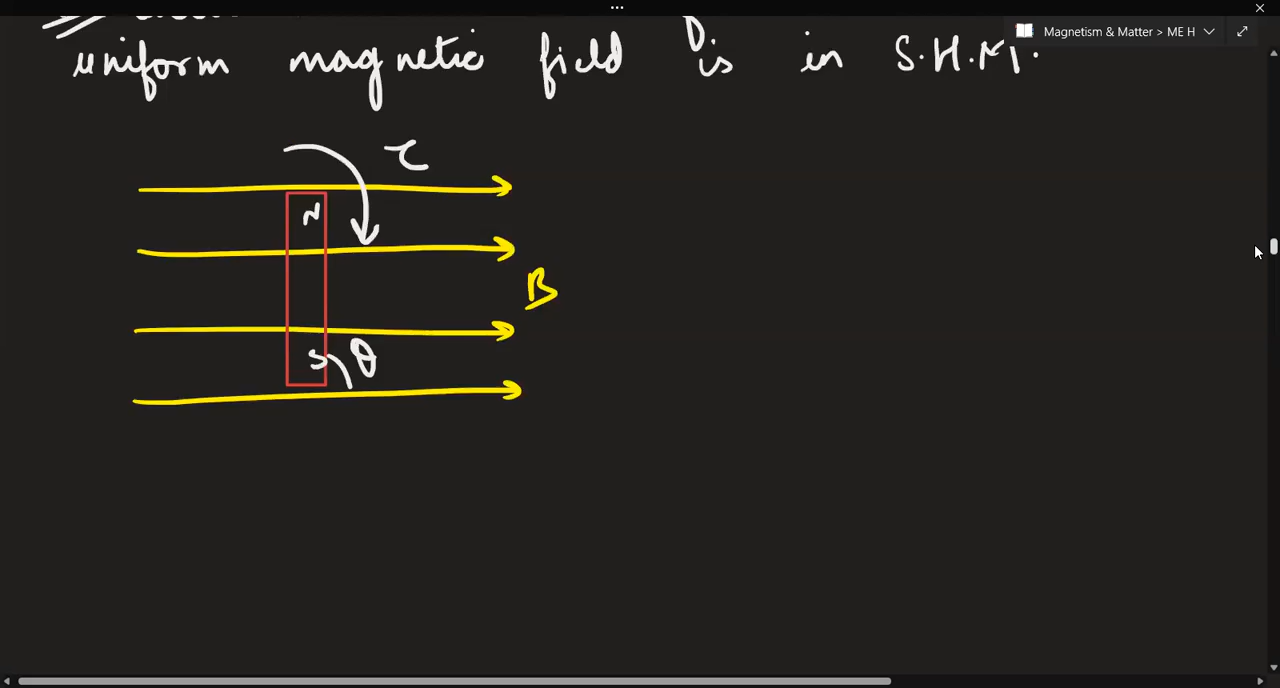 Magnetism & Matter > ME H
uniform magnetic field is in S.H.M.
τ
N
B
S θ